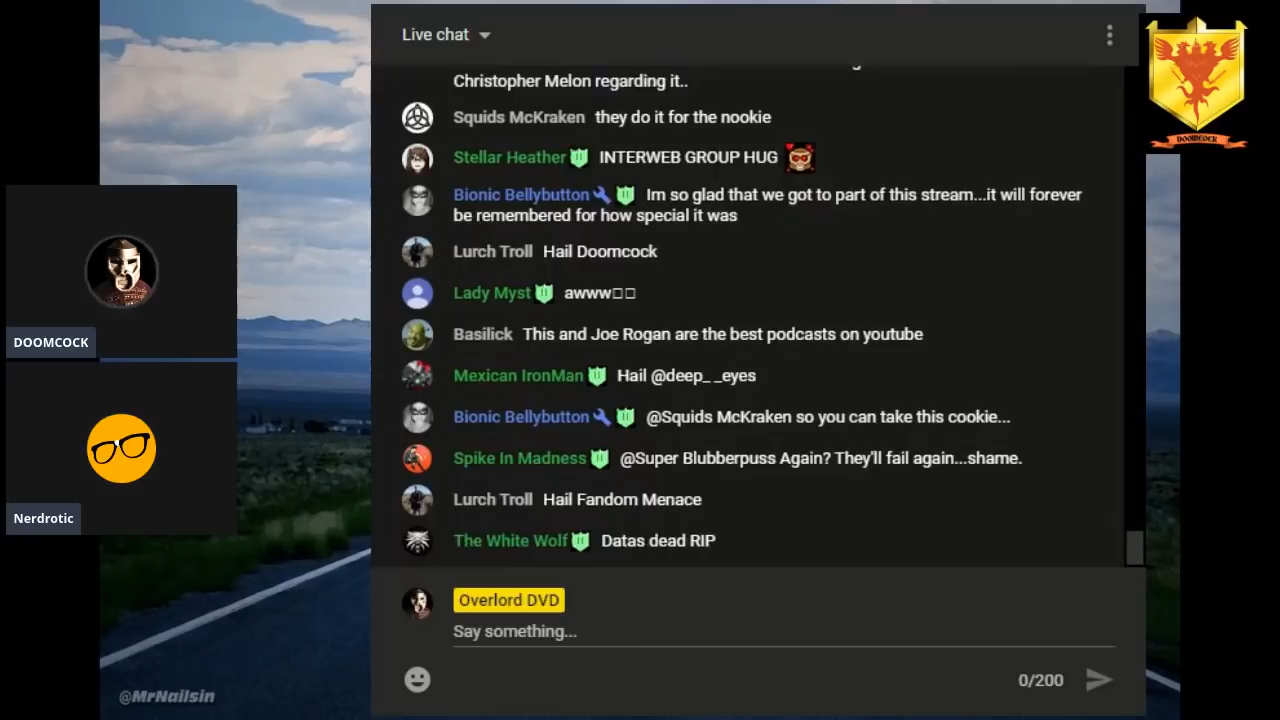 Live chat
Christopher Melon regarding it..
Squids McKraken they do it for the nookie
Stellar Heather INTERWEB GROUP HUG
Bionic Bellybutton Im so glad that we got to part of this stream...it will forever
be remembered for how special it was
Lurch Troll Hail Doomcock
Lady Myst awww□□
Basilick This and Joe Rogan are the best podcasts on youtube
Mexican IronMan Hail @deep_ _eyes
Bionic Bellybutton @Squids McKraken so you can take this cookie...
Spike In Madness @Super Blubberpuss Again? They'll fail again...shame.
Lurch Troll Hail Fandom Menace
The White Wolf Datas dead RIP
Overlord DVD
Say something...
0/200
DOOMCOCK
Nerdrotic
DOOMCOCK
@MrNailsin